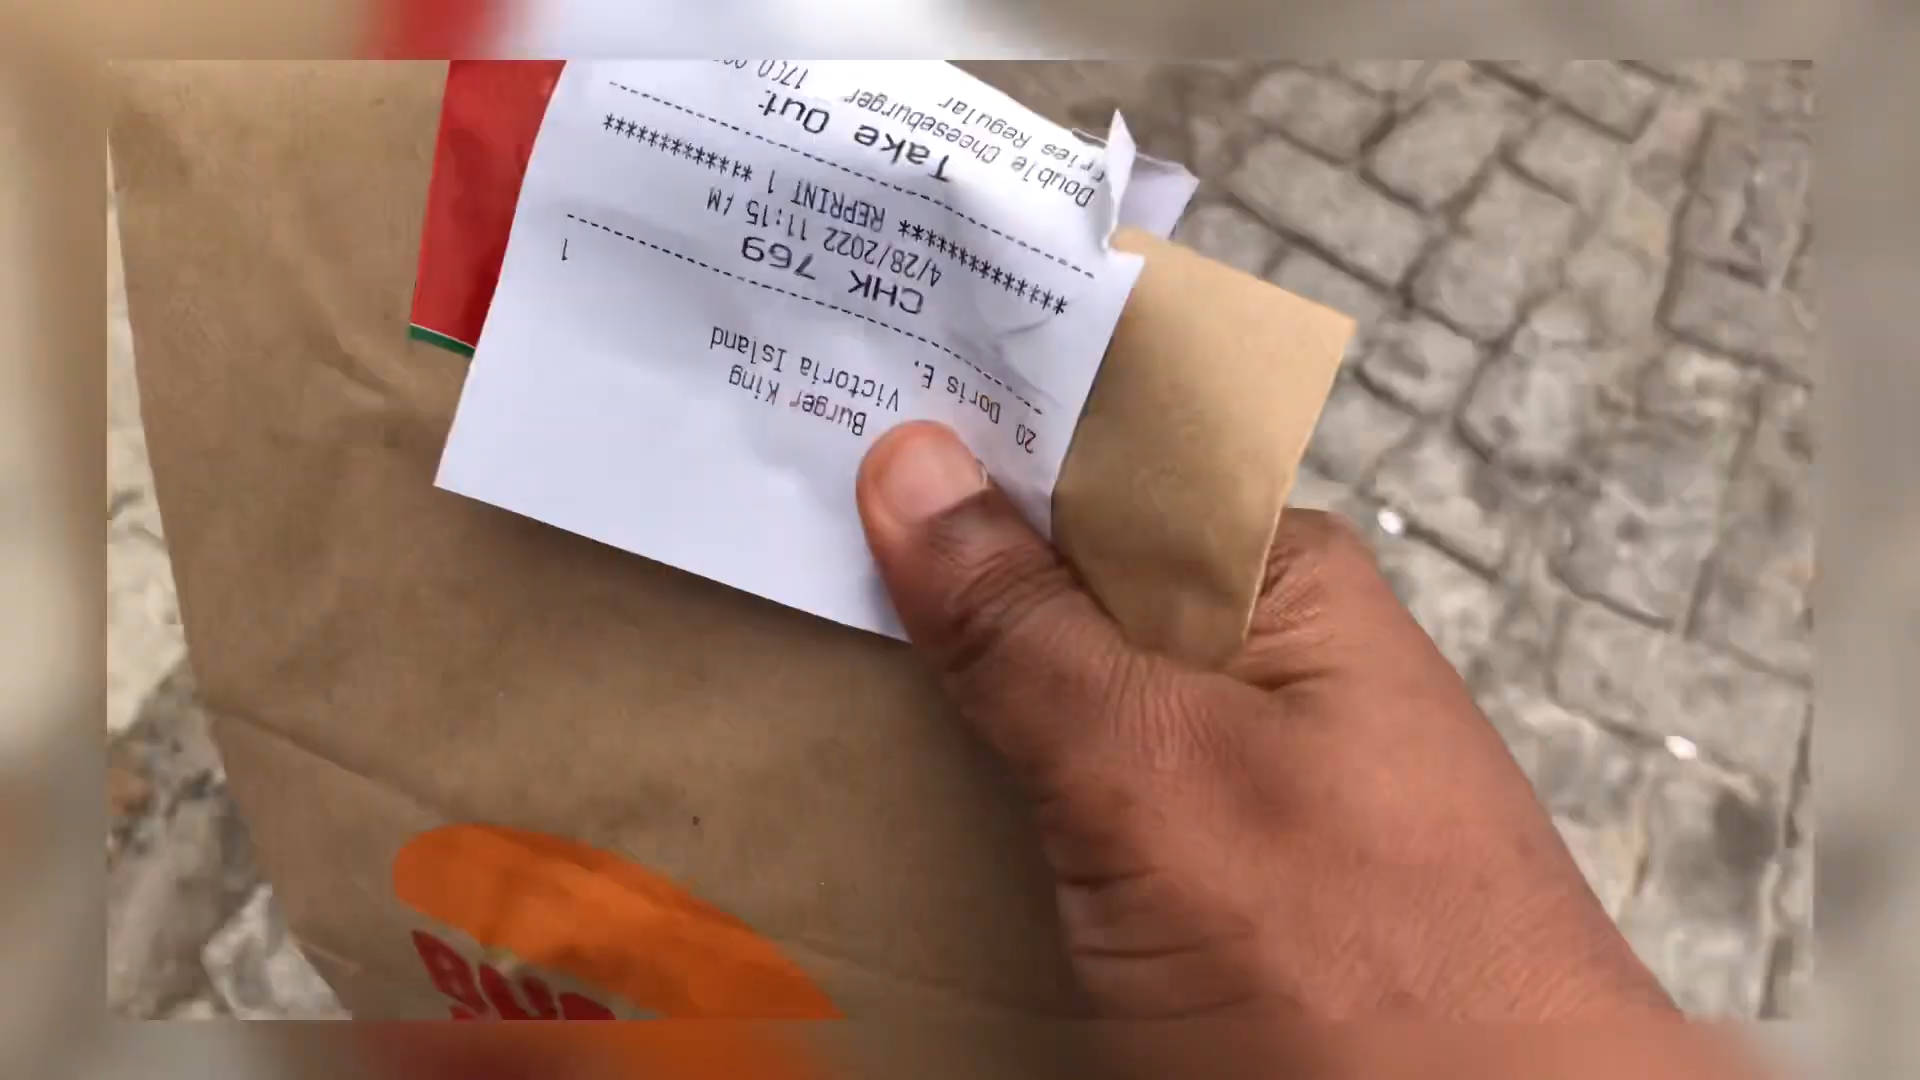 Burger King
Victoria Island
20 Doris E.
CHK 769
1
4/28/2022 11:15 AM
************** REPRINT 1 **************
Take Out
Double Cheeseburger
Fries Regular